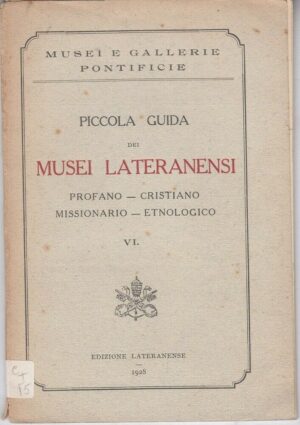 MUSEI E GALLERIE
PONTIFICIE
PICCOLA GUIDA
DEI
MUSEI LATERANENSI
PROFANO — CRISTIANO
MISSIONARIO — ETNOLOGICO
VI.
EDIZIONE LATERANENSE
1928